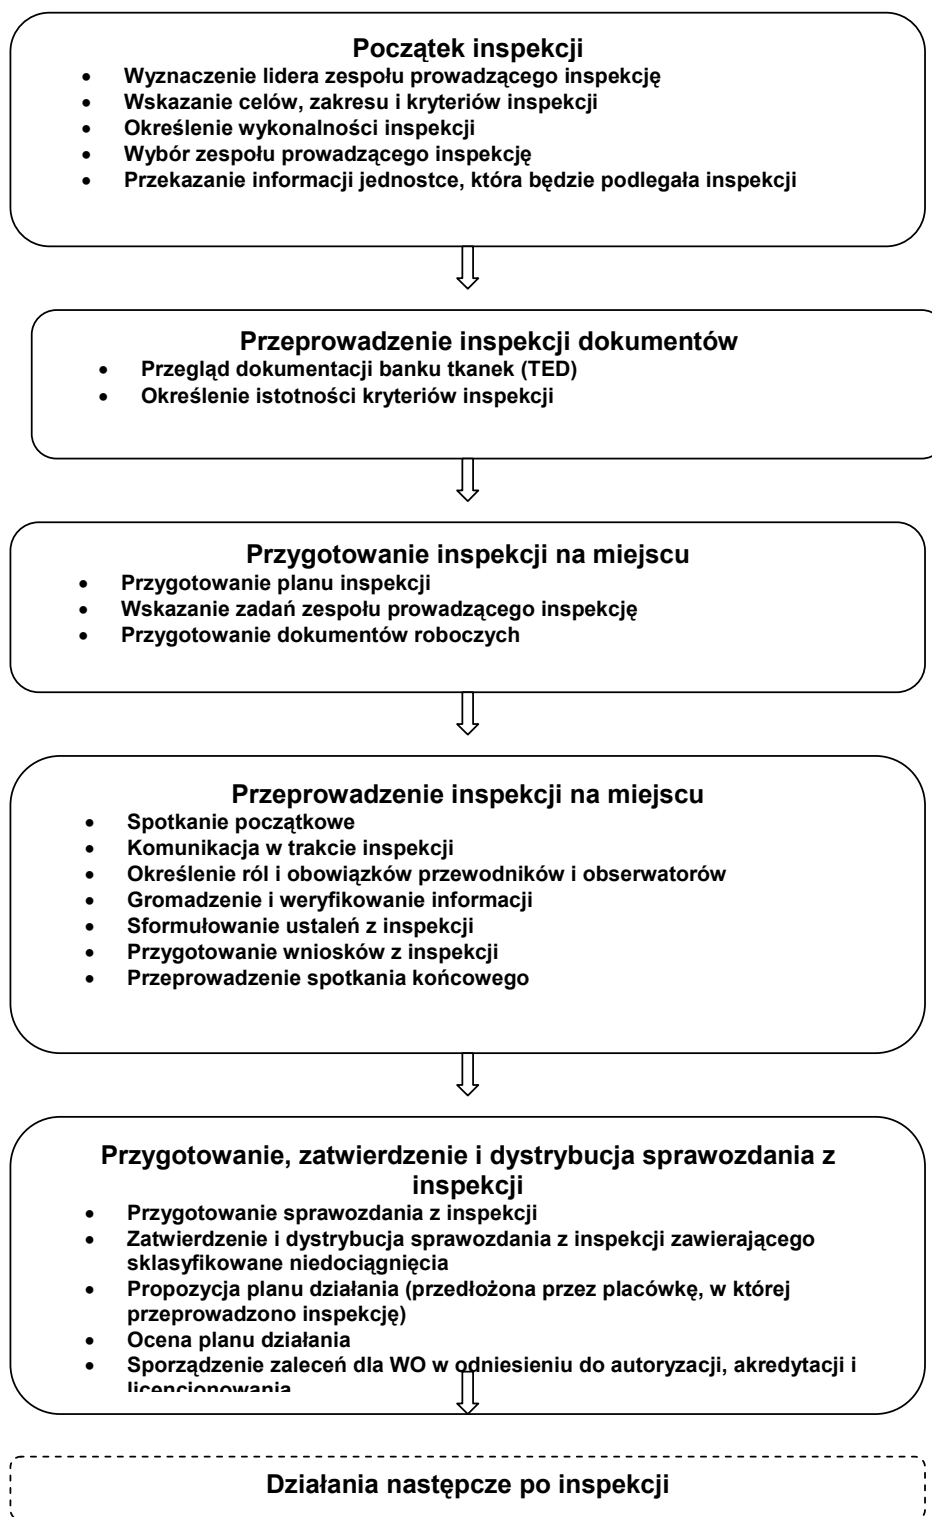 Początek inspekcji
• Wyznaczenie lidera zespołu prowadzącego inspekcję
• Wskazanie celów, zakresu i kryteriów inspekcji
• Określenie wykonalności inspekcji
• Wybór zespołu prowadzącego inspekcję
• Przekazanie informacji jednostce, która będzie podlegała inspekcji
Przeprowadzenie inspekcji dokumentów
• Przegląd dokumentacji banku tkanek (TED)
• Określenie istotności kryteriów inspekcji
Przygotowanie inspekcji na miejscu
• Przygotowanie planu inspekcji
• Wskazanie zadań zespołu prowadzącego inspekcję
• Przygotowanie dokumentów roboczych
Przeprowadzenie inspekcji na miejscu
• Spotkanie początkowe
• Komunikacja w trakcie inspekcji
• Określenie ról i obowiązków przewodników i obserwatorów
• Gromadzenie i weryfikowanie informacji
• Sformułowanie ustaleń z inspekcji
• Przygotowanie wniosków z inspekcji
• Przeprowadzenie spotkania końcowego
Przygotowanie, zatwierdzenie i dystrybucja sprawozdania z
inspekcji
• Przygotowanie sprawozdania z inspekcji
• Zatwierdzenie i dystrybucja sprawozdania z inspekcji zawierającego
sklasyfikowane niedociągnięcia
• Propozycja planu działania (przedłożona przez placówkę, w której
przeprowadzono inspekcję)
• Ocena planu działania
• Sporządzenie zaleceń dla WO w odniesieniu do autoryzacji, akredytacji i
licencjonowania
Działania następcze po inspekcji